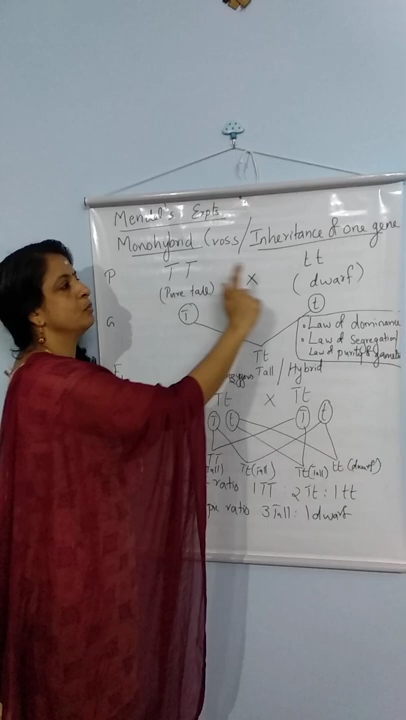 Mendel's Expts
Monohybrid Cross/Inheritance of one gene
P TT x tt
(Pure tall) (dwarf)
G T t
• Law of dominance
• Law of segregation/
Law of purity of gametes
Tt
Tall/Hybrid
Tt x Tt
T t T t
TT Tt (Tall) Tt (Tall) tt (dwarf)
ratio 1TT : 2Tt : 1tt
ratio 3Tall : 1dwarf